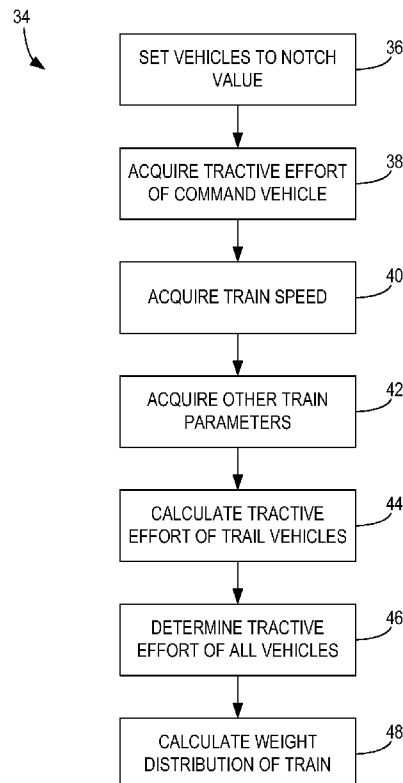 34
SET VEHICLES TO NOTCH
VALUE
36
ACQUIRE TRACTIVE EFFORT
OF COMMAND VEHICLE
38
ACQUIRE TRAIN SPEED
40
ACQUIRE OTHER TRAIN
PARAMETERS
42
CALCULATE TRACTIVE
EFFORT OF TRAIL VEHICLES
44
DETERMINE TRACTIVE
EFFORT OF ALL VEHICLES
46
CALCULATE WEIGHT
DISTRIBUTION OF TRAIN
48